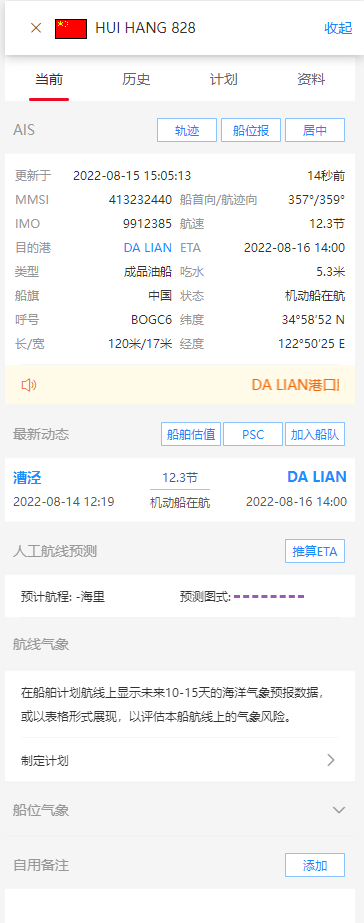 × HUI HANG 828 收起
当前 历史 计划 资料
AIS 轨迹 船位报 居中
更新于 2022-08-15 15:05:13 14秒前
MMSI 413232440 船首向/航迹向 357°/359°
IMO 9912385 航速 12.3节
目的港 DA LIAN ETA 2022-08-16 14:00
类型 成品油船 吃水 5.3米
船旗 中国 状态 机动船在航
呼号 BOGC6 纬度 34°58'52 N
长/宽 120米/17米 经度 122°50'25 E
DA LIAN港口
最新动态 船舶估值 PSC 加入船队
漕泾 12.3节 DA LIAN
2022-08-14 12:19 机动船在航 2022-08-16 14:00
人工航线预测 推算ETA
预计航程: -海里 预测图式:
航线气象
在船舶计划航线上显示未来10-15天的海洋气象预报数据，
或以表格形式展现，以评估本船航线上的气象风险。
制定计划
船位气象
自用备注 添加